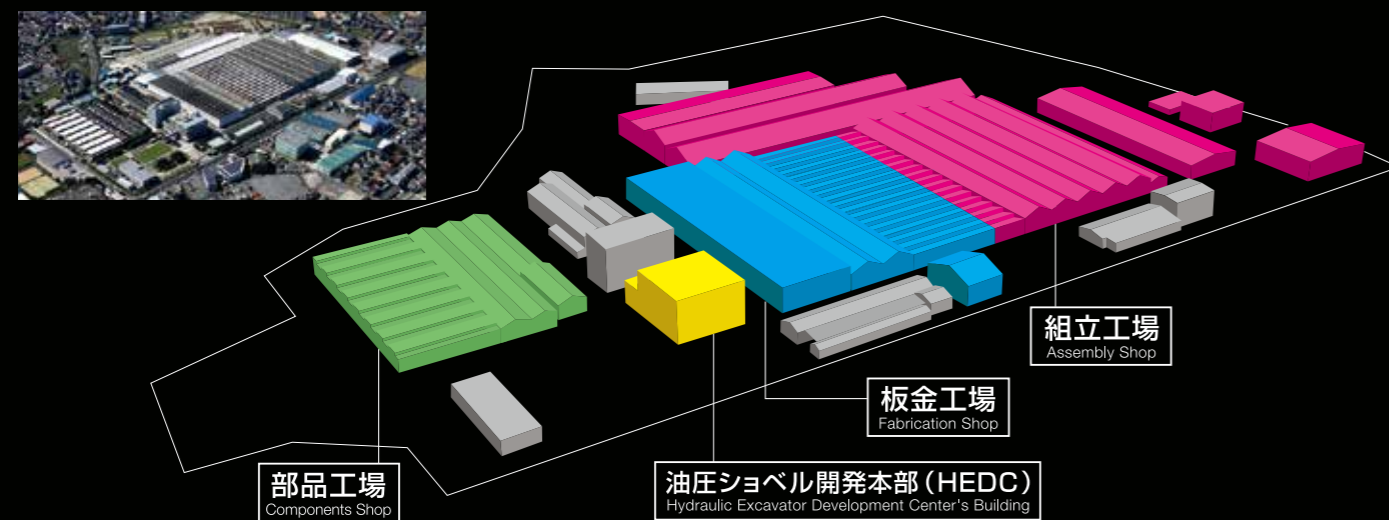 組立工場
Assembly Shop
板金工場
Fabrication Shop
部品工場
Components Shop
油圧ショベル開発本部(HEDC)
Hydraulic Excavator Development Center's Building